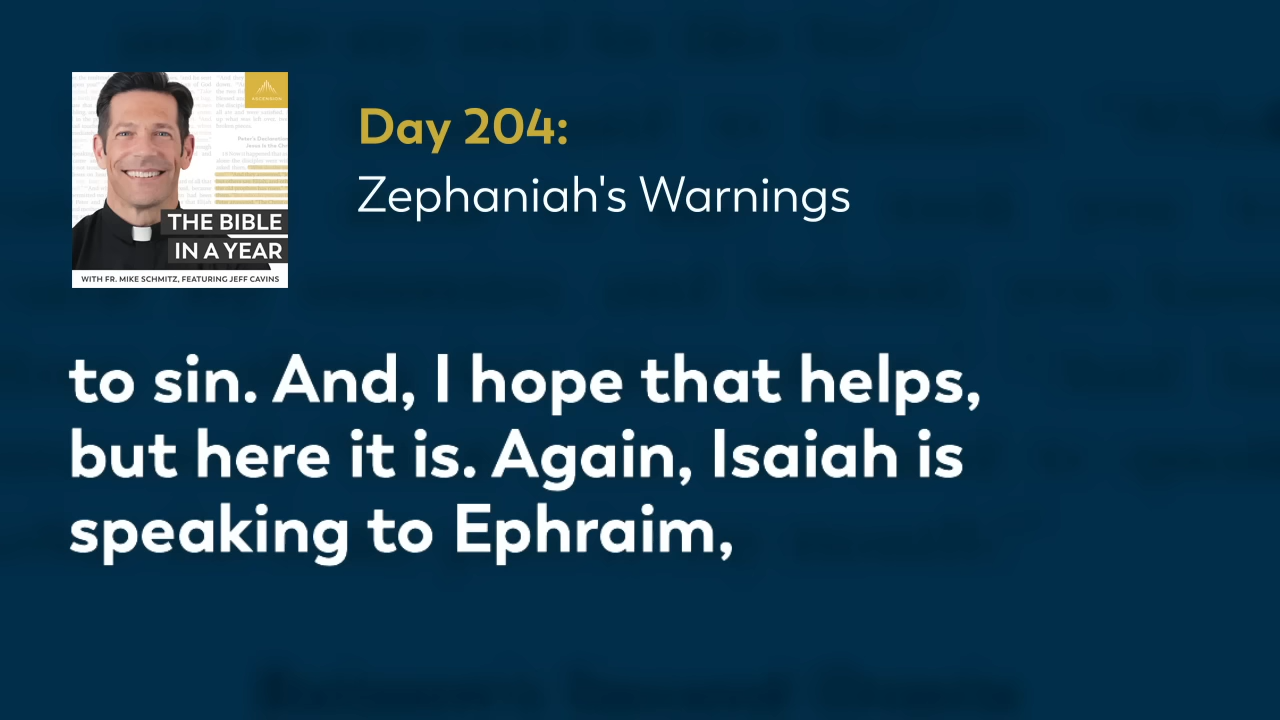 ASCENSION
THE BIBLE
IN A YEAR
WITH FR. MIKE SCHMITZ, FEATURING JEFF CAVINS
Day 204:
Zephaniah's Warnings
to sin. And, I hope that helps,
but here it is. Again, Isaiah is
speaking to Ephraim,